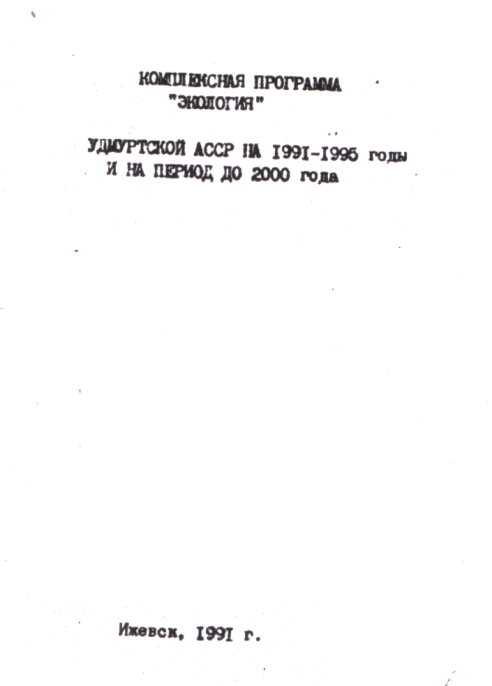 КОМПЛЕКСНАЯ ПРОГРАММА
"ЭКОЛОГИЯ"
УДМУРТСКОЙ АССР НА 1991-1995 годы
И НА ПЕРИОД ДО 2000 года
Ижевск, 1991 г.